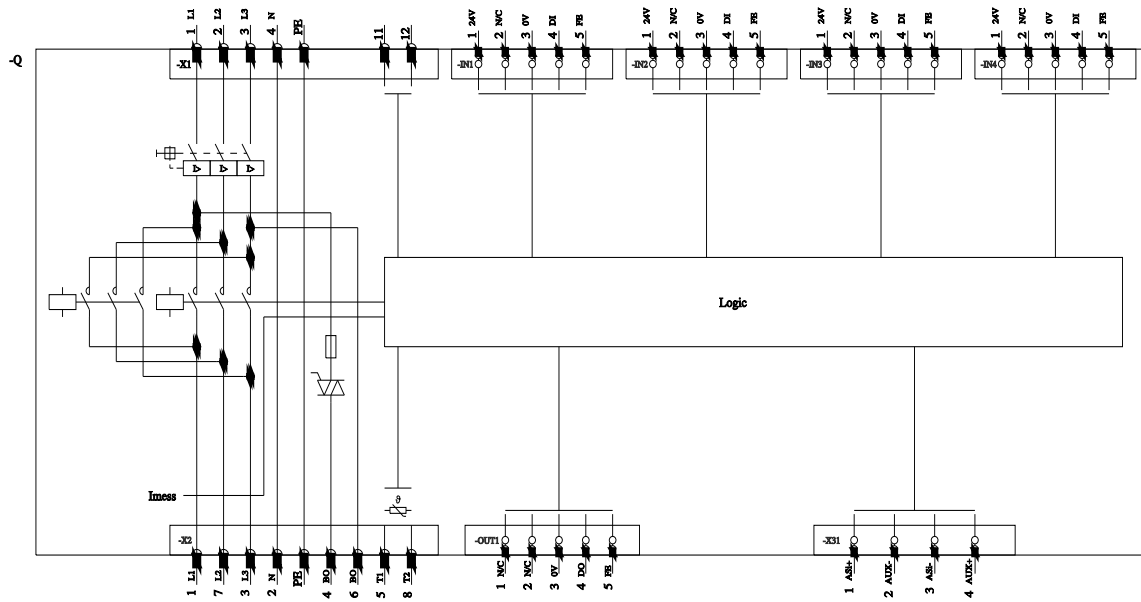 1 L1
2 L2
3 L3
4 N
PE
11
12
1 24V
2 N/C
3 0V
4 DI
5 FE
1 24V
2 N/C
3 0V
4 DI
5 FE
1 24V
2 N/C
3 0V
4 DI
5 FE
1 24V
2 N/C
3 0V
4 DI
5 FE
-Q
-X1
-IN1
-IN2
-IN3
-IN4
Logic
Imess
ϑ
-X2
-OUT1
-X31
1 L1
7 L2
3 L3
2 N
PE
4 BO
6 BO
5 T1
8 T2
1 N/C
2 N/C
3 0V
4 DO
5 FE
1 ASi+
2 AUX-
3 ASi-
4 AUX+